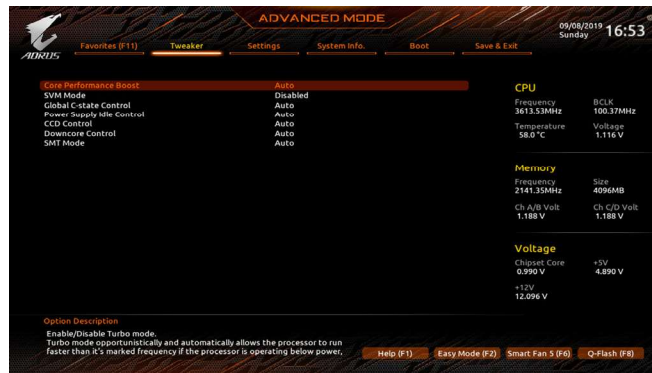 ADVANCED MODE
09/08/2019
Sunday
16:53
AORUS
Favorites (F11) Tweaker Settings System Info. Boot Save & Exit
Core Performance Boost Auto
SVM Mode Disabled
Global C-state Control Auto
Power Supply Idle Control Auto
CCD Control Auto
Downcore Control Auto
SMT Mode Auto
CPU
Frequency BCLK
3613.53MHz 100.37MHz
Temperature Voltage
58.0 °C 1.116 V
Memory
Frequency Size
2141.35MHz 4096MB
Ch A/B Volt Ch C/D Volt
1.188 V 1.188 V
Voltage
Chipset Core +5V
0.990 V 4.890 V
+12V
12.096 V
Option Description
Enable/Disable Turbo mode.
Turbo mode opportunistically and automatically allows the processor to run
faster than it's marked frequency if the processor is operating below power,
Help (F1) Easy Mode (F2) Smart Fan 5 (F6) Q-Flash (F8)